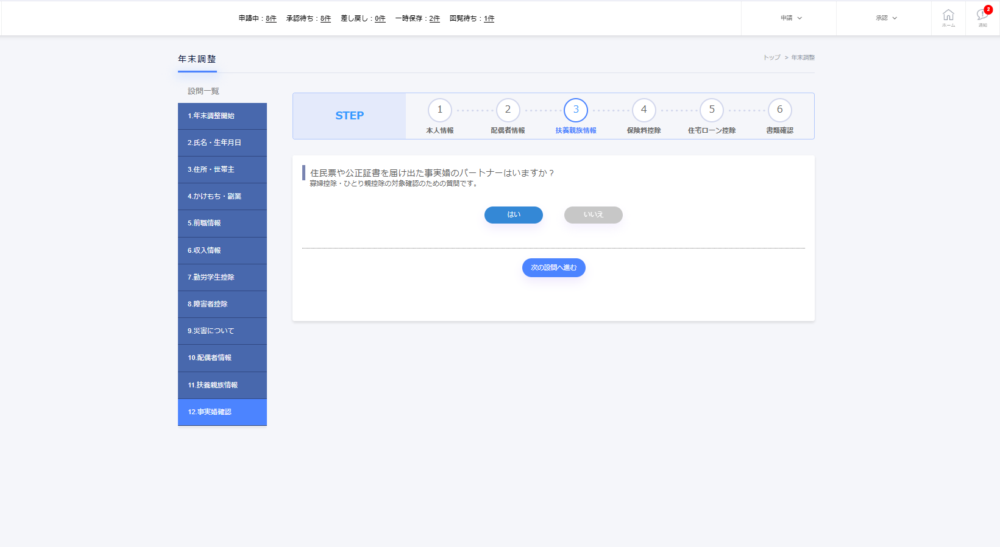 申請中：8件 承認待ち：8件 差し戻し：0件 一時保存：2件 回覧待ち：1件
申請
承認
ホーム
2
通知
年末調整
トップ > 年末調整
設問一覧
1.年末調整開始
2.氏名・生年月日
3.住所・世帯主
4.かけもち・副業
5.前職情報
6.収入情報
7.勤労学生控除
8.障害者控除
9.災害について
10.配偶者情報
11.扶養親族情報
12.事実婚確認
STEP
1 2 3 4 5 6
本人情報 配偶者情報 扶養親族情報 保険料控除 住宅ローン控除 書類確認
住民票や公正証書を届け出た事実婚のパートナーはいますか？
寡婦控除・ひとり親控除の対象確認のための質問です。
はい いいえ
次の設問へ進む